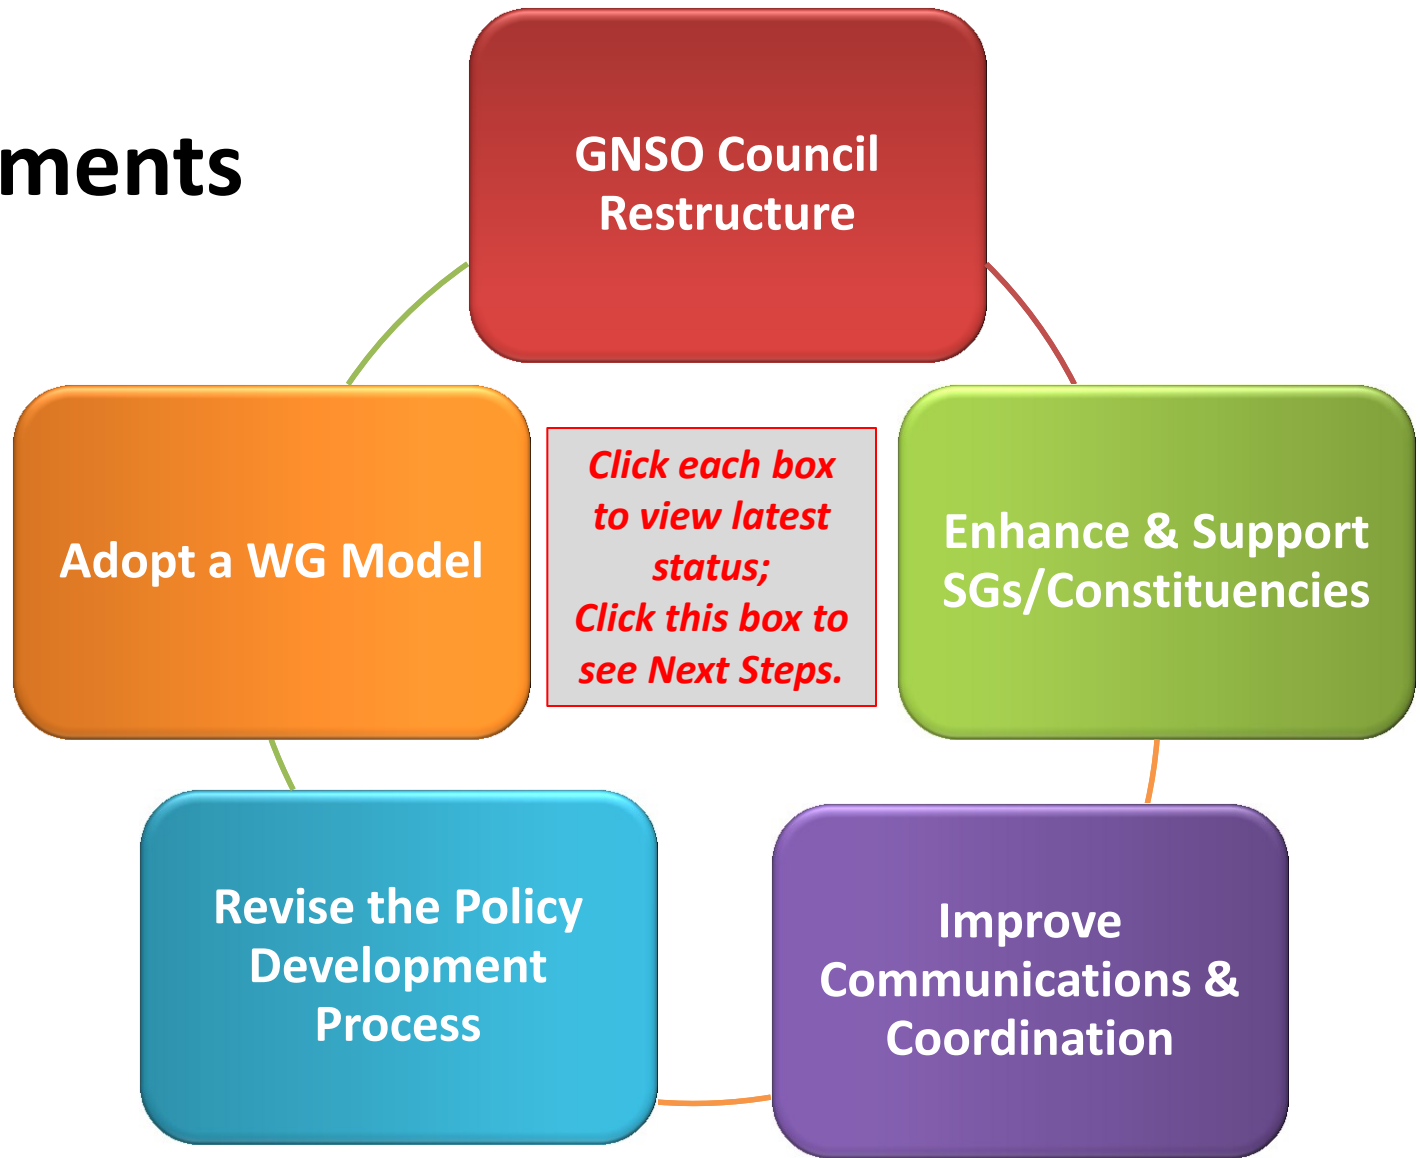 ments
GNSO Council
Restructure
Adopt a WG Model
Click each box
to view latest
status;
Click this box to
see Next Steps.
Enhance & Support
SGs/Constituencies
Revise the Policy
Development
Process
Improve
Communications &
Coordination